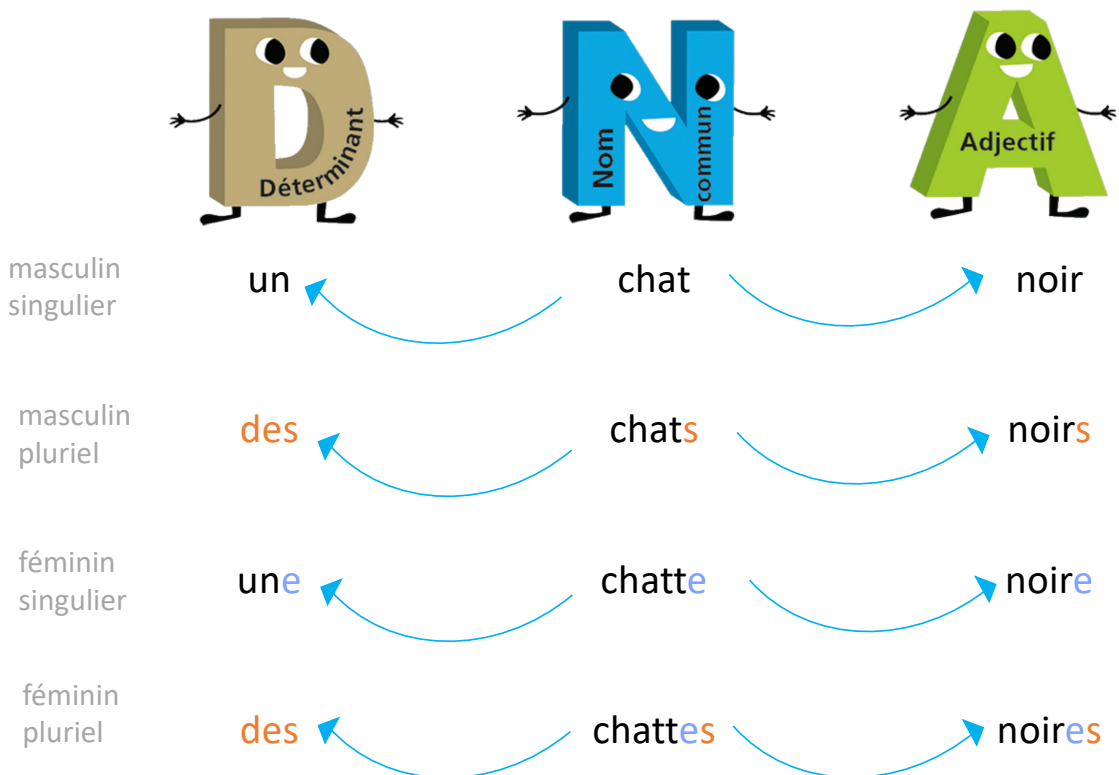 Déterminant
Nom commun
Adjectif
masculin
singulier
un chat noir
masculin
pluriel
des chats noirs
féminin
singulier
une chatte noire
féminin
pluriel
des chattes noires